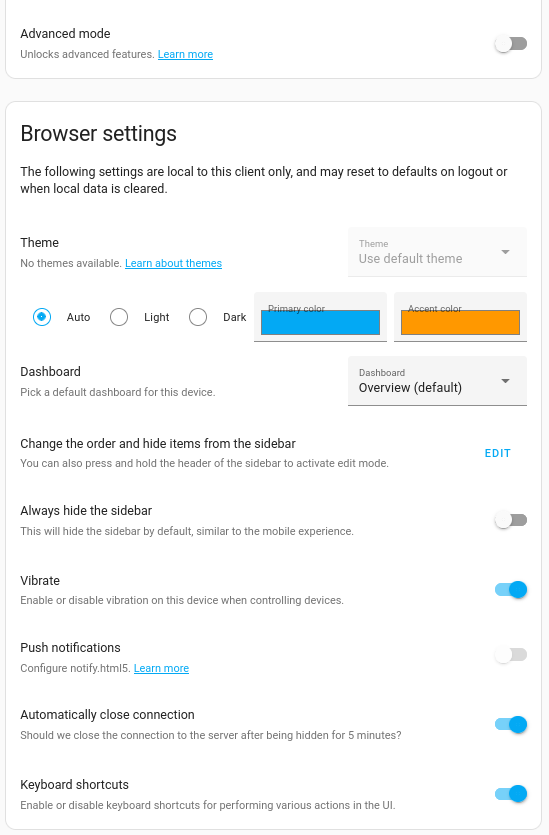 Advanced mode
Unlocks advanced features. Learn more
Browser settings
The following settings are local to this client only, and may reset to defaults on logout or
when local data is cleared.
Theme
No themes available. Learn about themes
Theme
Use default theme
Auto
Light
Dark
Primary color
Accent color
Dashboard
Pick a default dashboard for this device.
Dashboard
Overview (default)
Change the order and hide items from the sidebar
You can also press and hold the header of the sidebar to activate edit mode.
EDIT
Always hide the sidebar
This will hide the sidebar by default, similar to the mobile experience.
Vibrate
Enable or disable vibration on this device when controlling devices.
Push notifications
Configure notify.html5. Learn more
Automatically close connection
Should we close the connection to the server after being hidden for 5 minutes?
Keyboard shortcuts
Enable or disable keyboard shortcuts for performing various actions in the UI.